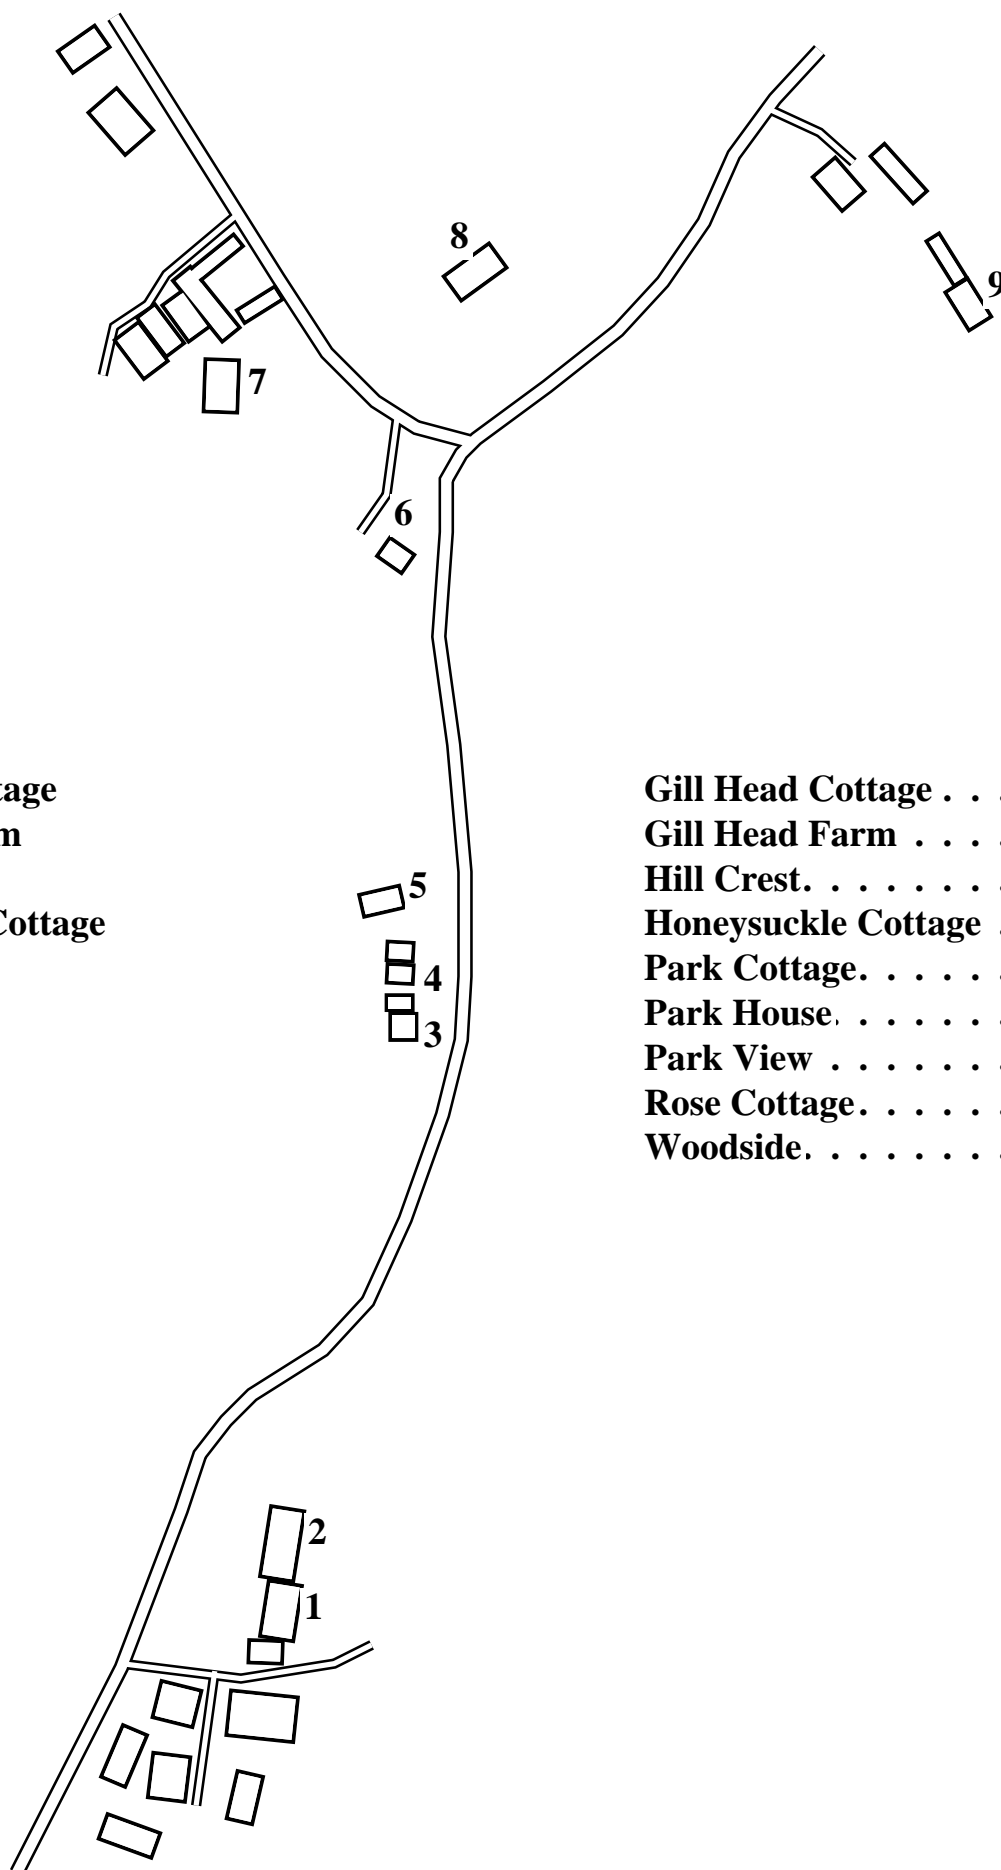 8
9
7
6
tage
m
Cottage
Gill Head Cottage . . .
Gill Head Farm . . . .
Hill Crest. . . . . . . .
Honeysuckle Cottage .
Park Cottage. . . . . .
Park House. . . . . . .
Park View . . . . . . .
Rose Cottage. . . . . .
Woodside. . . . . . . .
5
4
3
2
1